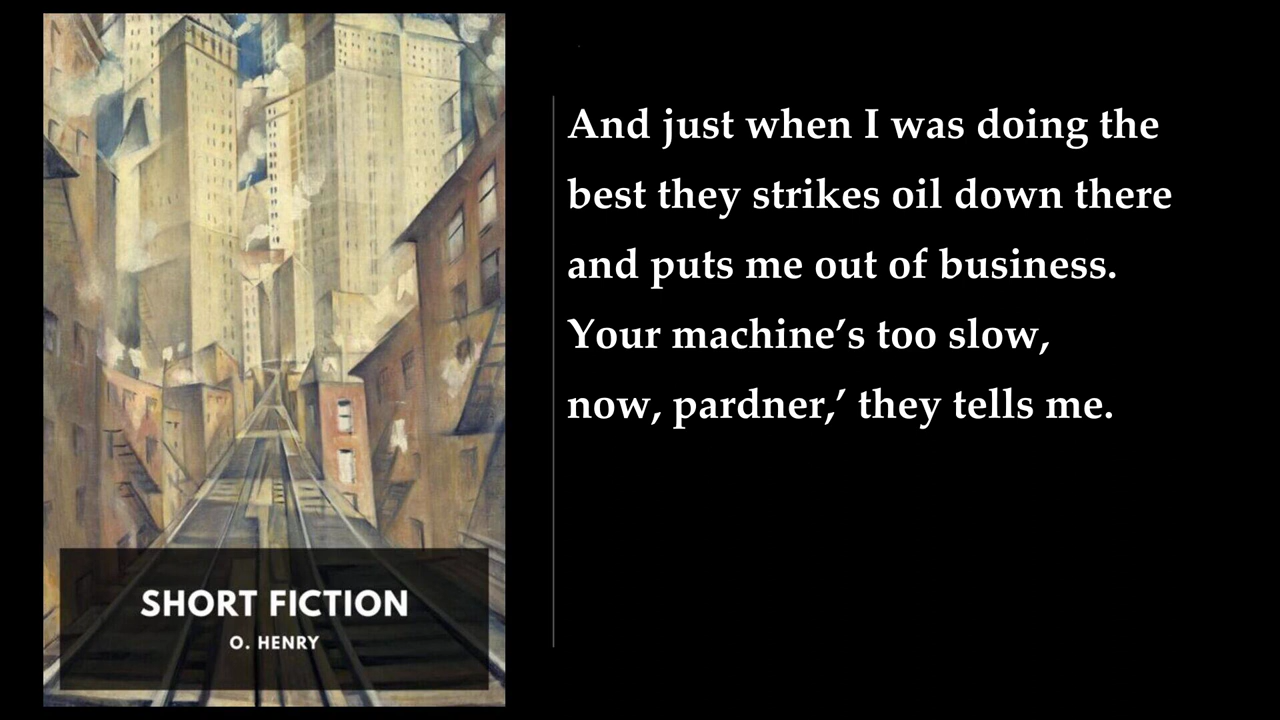 And just when I was doing the
best they strikes oil down there
and puts me out of business.
Your machine’s too slow,
now, pardner,’ they tells me.
SHORT FICTION
O. HENRY